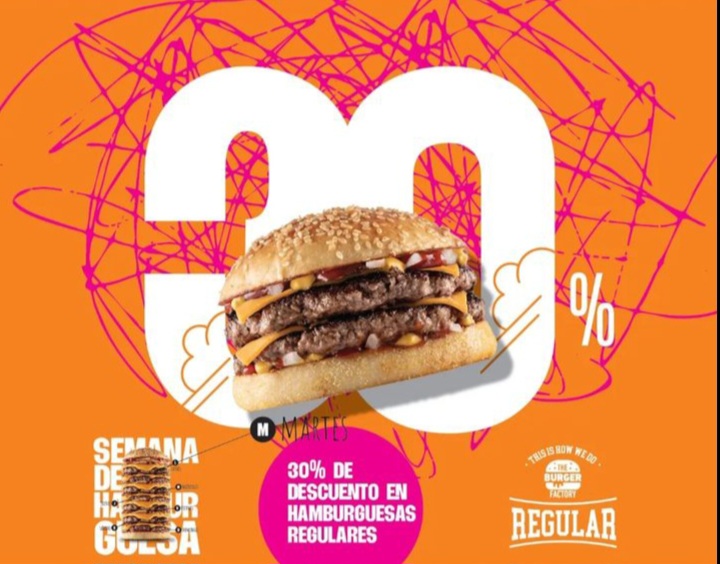 30
%
M MARTES
SEMANA
DE
HAMBUR
GUESA
30% DE
DESCUENTO EN
HAMBURGUESAS
REGULARES
· THIS IS HOW WE DO ·
THE
BURGER
FACTORY
REGULAR